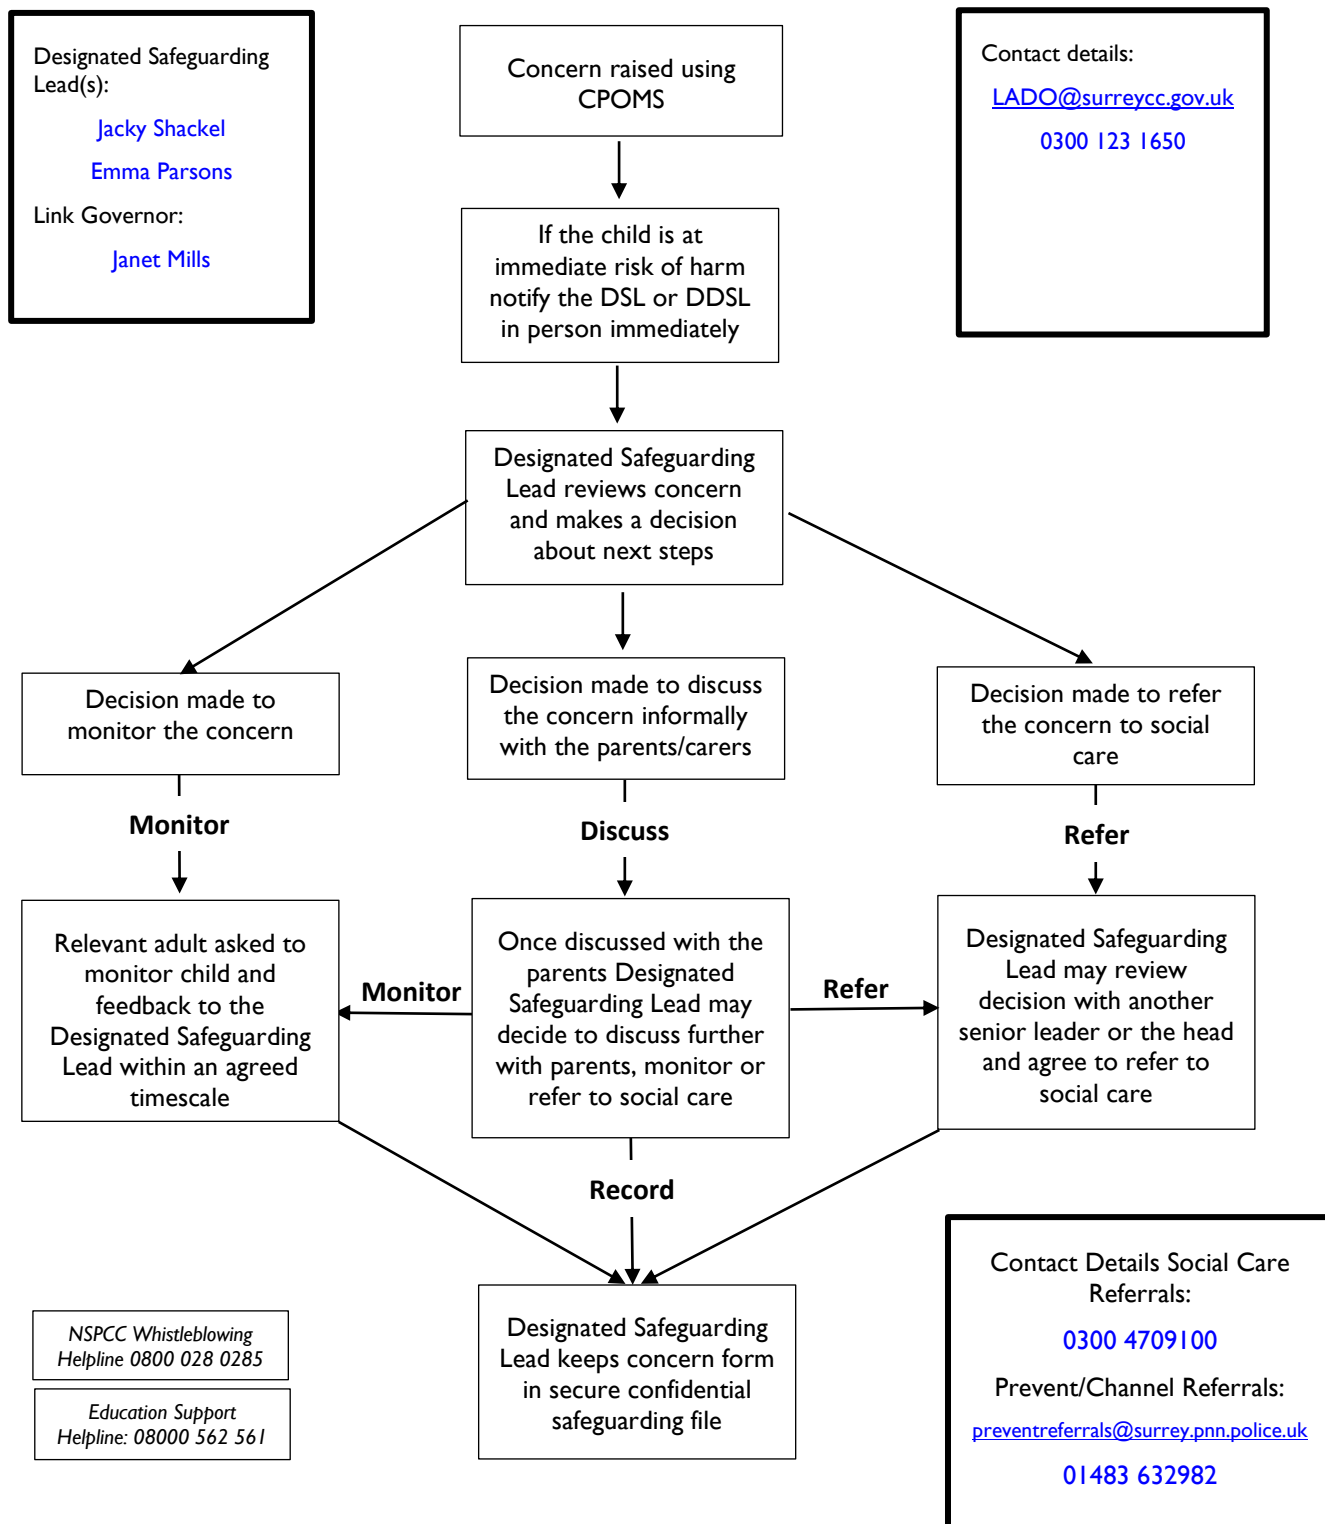 Designated Safeguarding
Lead(s):
Jacky Shackel
Emma Parsons
Link Governor:
Janet Mills
Concern raised using
CPOMS
Contact details:
LADO@surreycc.gov.uk
0300 123 1650
If the child is at
immediate risk of harm
notify the DSL or DDSL
in person immediately
Designated Safeguarding
Lead reviews concern
and makes a decision
about next steps
Decision made to
monitor the concern
Decision made to discuss
the concern informally
with the parents/carers
Decision made to refer
the concern to social
care
Monitor
Discuss
Refer
Relevant adult asked to
monitor child and
feedback to the
Designated Safeguarding
Lead within an agreed
timescale
Monitor
Once discussed with the
parents Designated
Safeguarding Lead may
decide to discuss further
with parents, monitor or
refer to social care
Refer
Designated Safeguarding
Lead may review
decision with another
senior leader or the head
and agree to refer to
social care
Record
Designated Safeguarding
Lead keeps concern form
in secure confidential
safeguarding file
NSPCC Whistleblowing
Helpline 0800 028 0285
Education Support
Helpline: 08000 562 561
Contact Details Social Care
Referrals:
0300 4709100
Prevent/Channel Referrals:
preventreferrals@surrey.pnn.police.uk
01483 632982